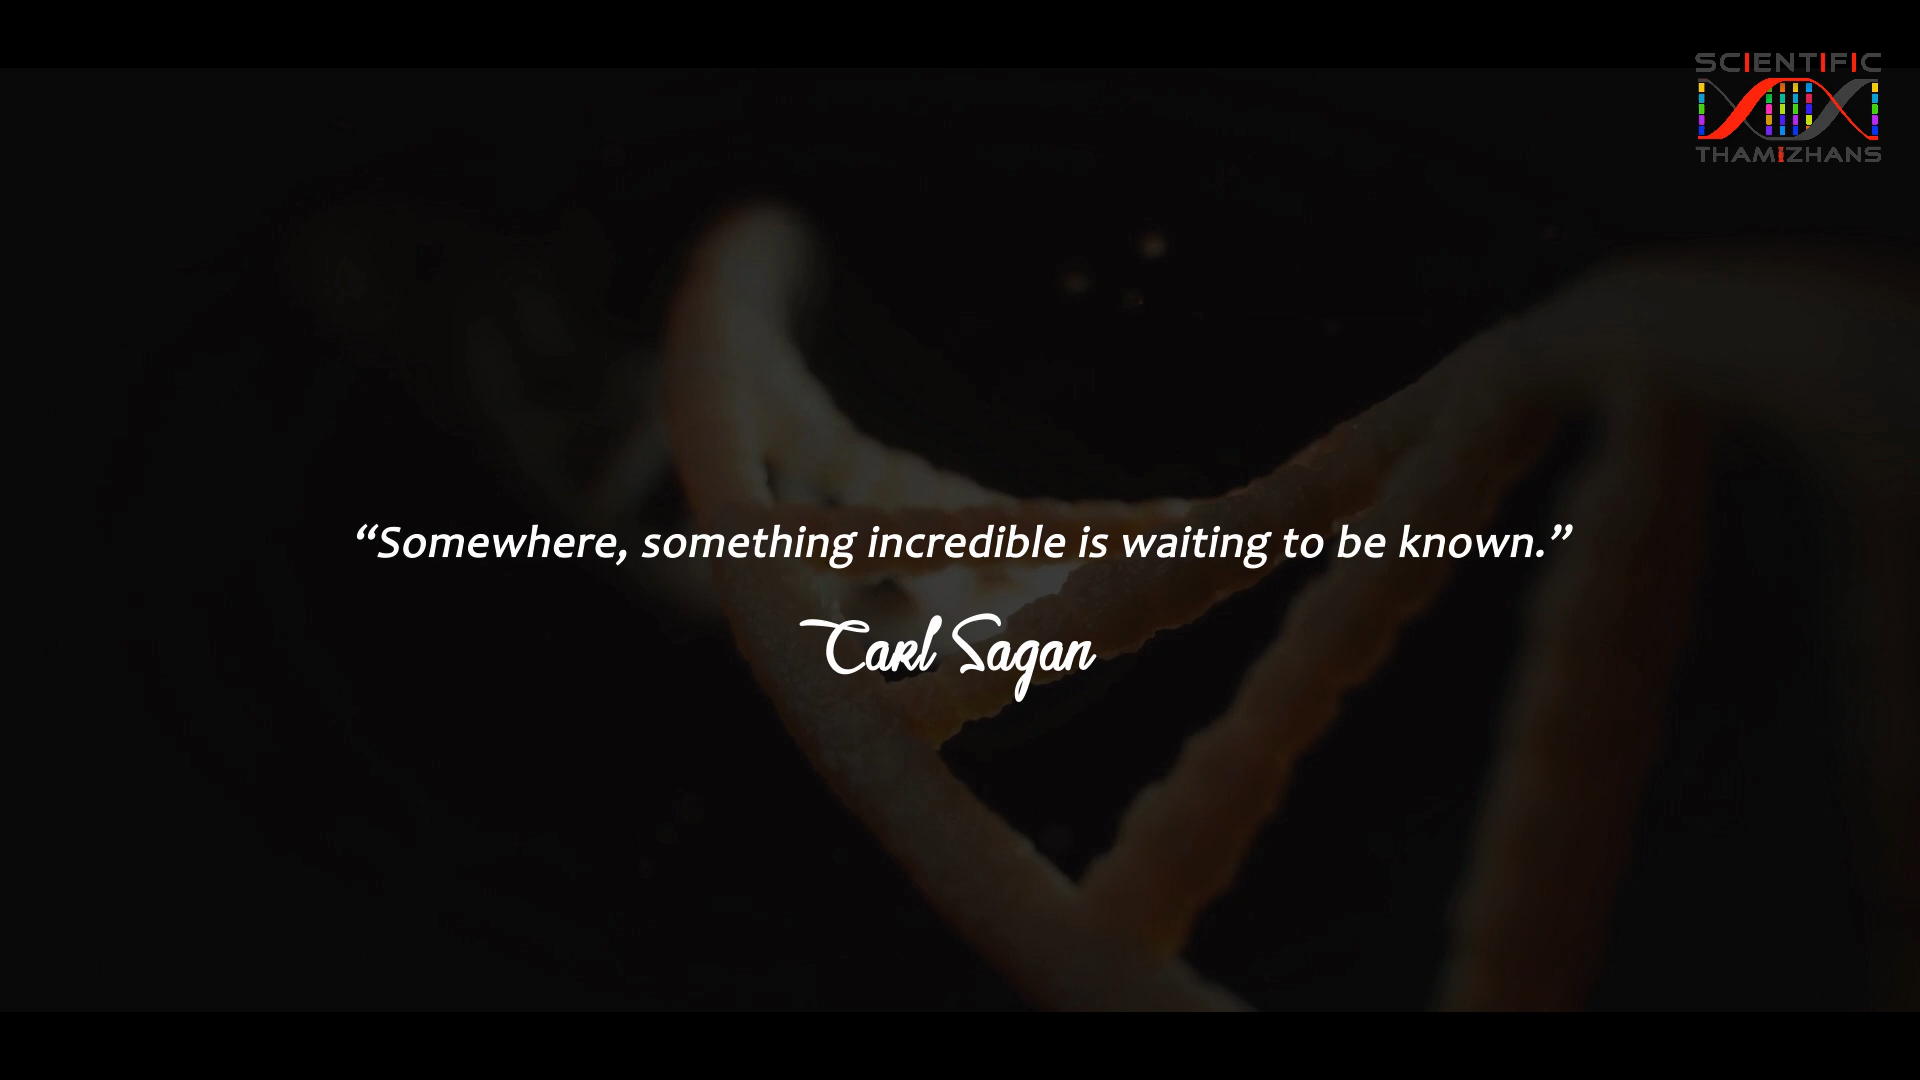 SCIENTIFIC
THAMIZHANS
“Somewhere, something incredible is waiting to be known.”
Carl Sagan